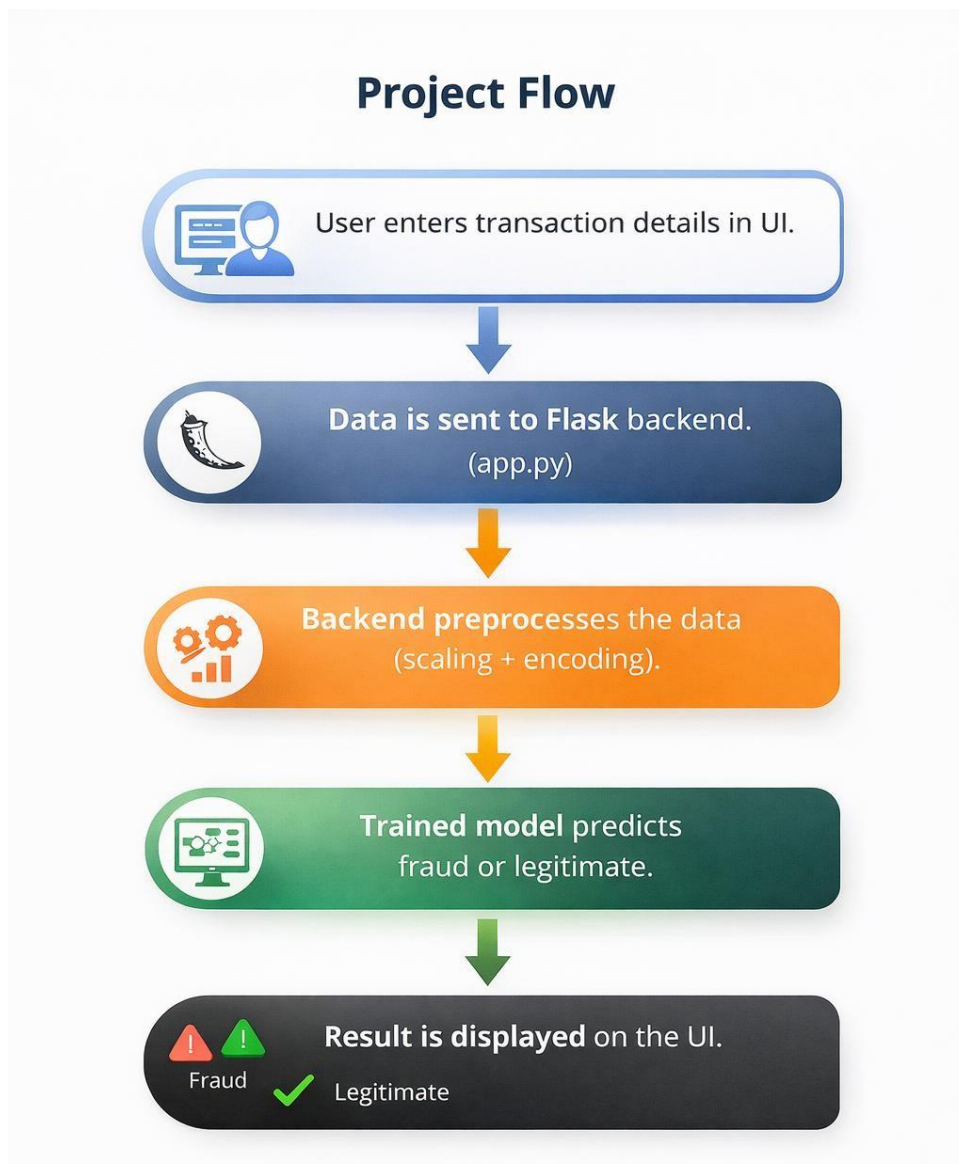 Project Flow
User enters transaction details in UI.
Data is sent to Flask backend.
(app.py)
Backend preprocesses the data
(scaling + encoding).
Trained model predicts
fraud or legitimate.
Result is displayed on the UI.
Fraud
Legitimate